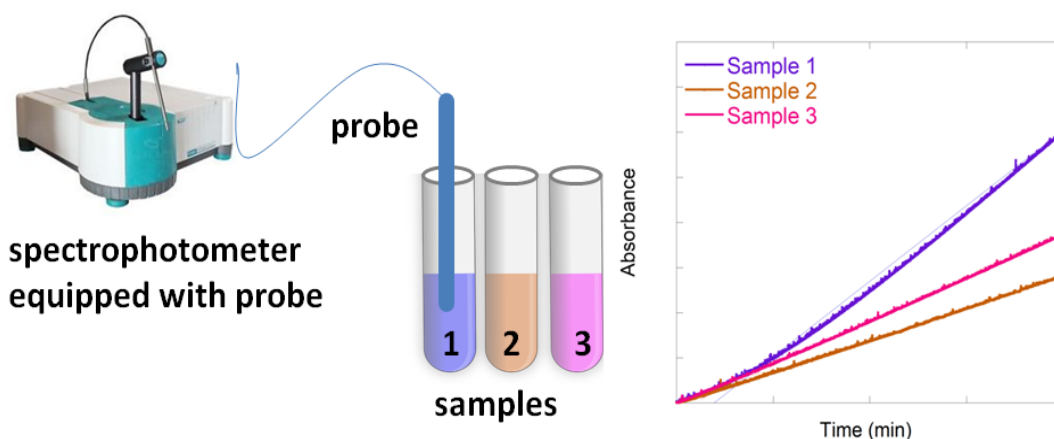 probe
spectrophotometer
equipped with probe
1 2 3
samples
Sample 1
Sample 2
Sample 3
Absorbance
Time (min)